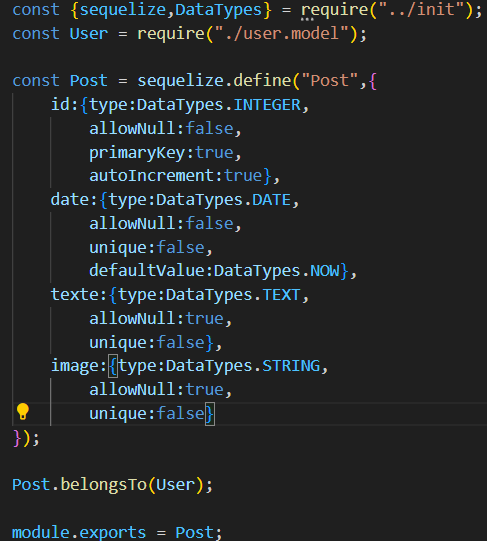 const {sequelize,DataTypes} = require("../init");
const User = require("./user.model");
const Post = sequelize.define("Post",{
id:{type:DataTypes.INTEGER,
allowNull:false,
primaryKey:true,
autoIncrement:true},
date:{type:DataTypes.DATE,
allowNull:false,
unique:false,
defaultValue:DataTypes.NOW},
texte:{type:DataTypes.TEXT,
allowNull:true,
unique:false},
image:{type:DataTypes.STRING,
allowNull:true,
unique:false}
});
Post.belongsTo(User);
module.exports = Post;